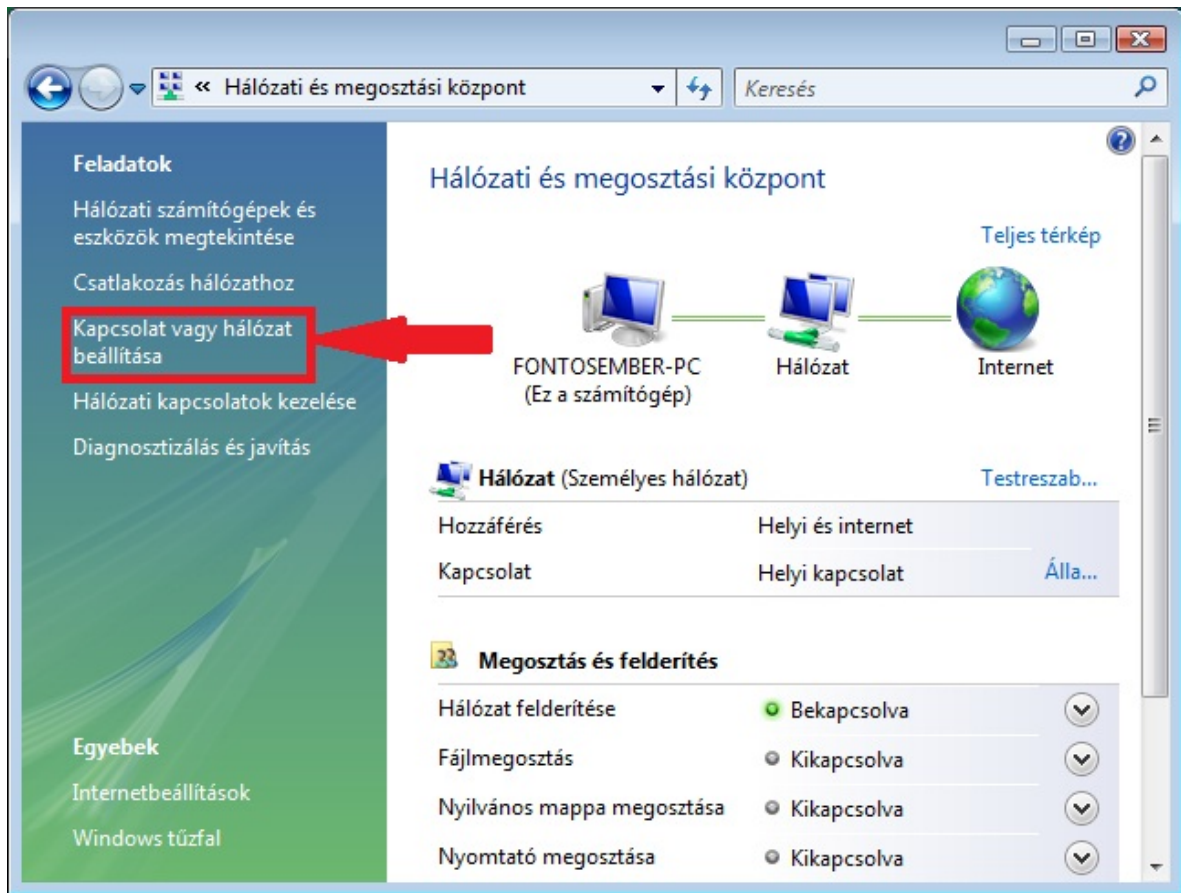 « Hálózati és megosztási központ
Keresés
Feladatok
Hálózati számítógépek és
eszközök megtekintése
Csatlakozás hálózathoz
Kapcsolat vagy hálózat
beállítása
Hálózati kapcsolatok kezelése
Diagnosztizálás és javítás
Egyebek
Internetbeállítások
Windows tűzfal
Hálózati és megosztási központ
Teljes térkép
FONTOSEMBER-PC
(Ez a számítógép)
Hálózat
Internet
Hálózat (Személyes hálózat)
Testreszab...
Hozzáférés Helyi és internet
Kapcsolat Helyi kapcsolat Álla...
Megosztás és felderítés
Hálózat felderítése Bekapcsolva
Fájlmegosztás Kikapcsolva
Nyilvános mappa megosztása Kikapcsolva
Nyomtató megosztása Kikapcsolva